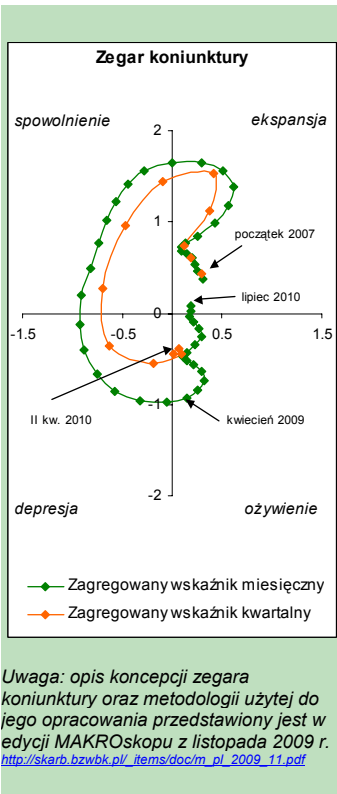 Zegar koniunktury
spowolnienie
ekspansja
2
1
początek 2007
lipiec 2010
0
-1.5
-0.5
0.5
1.5
II kw. 2010
-1
kwiecień 2009
-2
depresja
ożywienie
Zagregowany wskaźnik miesięczny
Zagregowany wskaźnik kwartalny
Uwaga: opis koncepcji zegara
koniunktury oraz metodologii użytej do
jego opracowania przedstawiony jest w
edycji MAKROskopu z listopada 2009 r.
http://skarb.bzwbk.pl/_items/doc/m_pl_2009_11.pdf